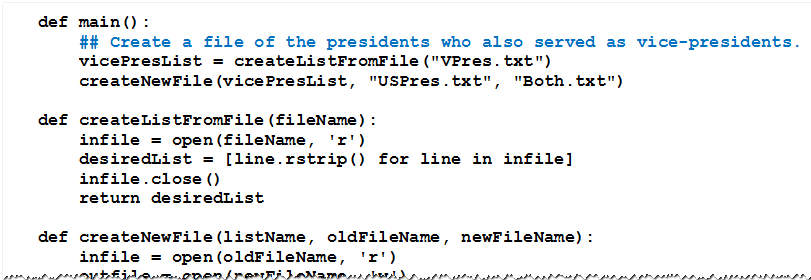 def main():
    ## Create a file of the presidents who also served as vice-presidents.
    vicePresList = createListFromFile("VPres.txt")
    createNewFile(vicePresList, "USPres.txt", "Both.txt")

def createListFromFile(fileName):
    infile = open(fileName, 'r')
    desiredList = [line.rstrip() for line in infile]
    infile.close()
    return desiredList

def createNewFile(listName, oldFileName, newFileName):
    infile = open(oldFileName, 'r')